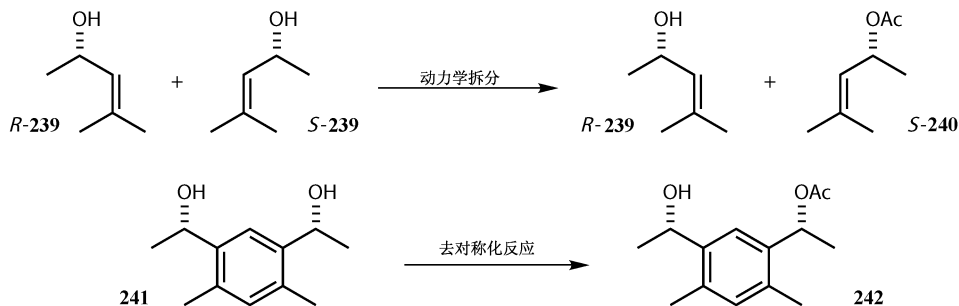 OH OH OH OAc
+ 动力学拆分 +
R-239 S-239 R-239 S-240
OH OH OH OAc
去对称化反应
241 242